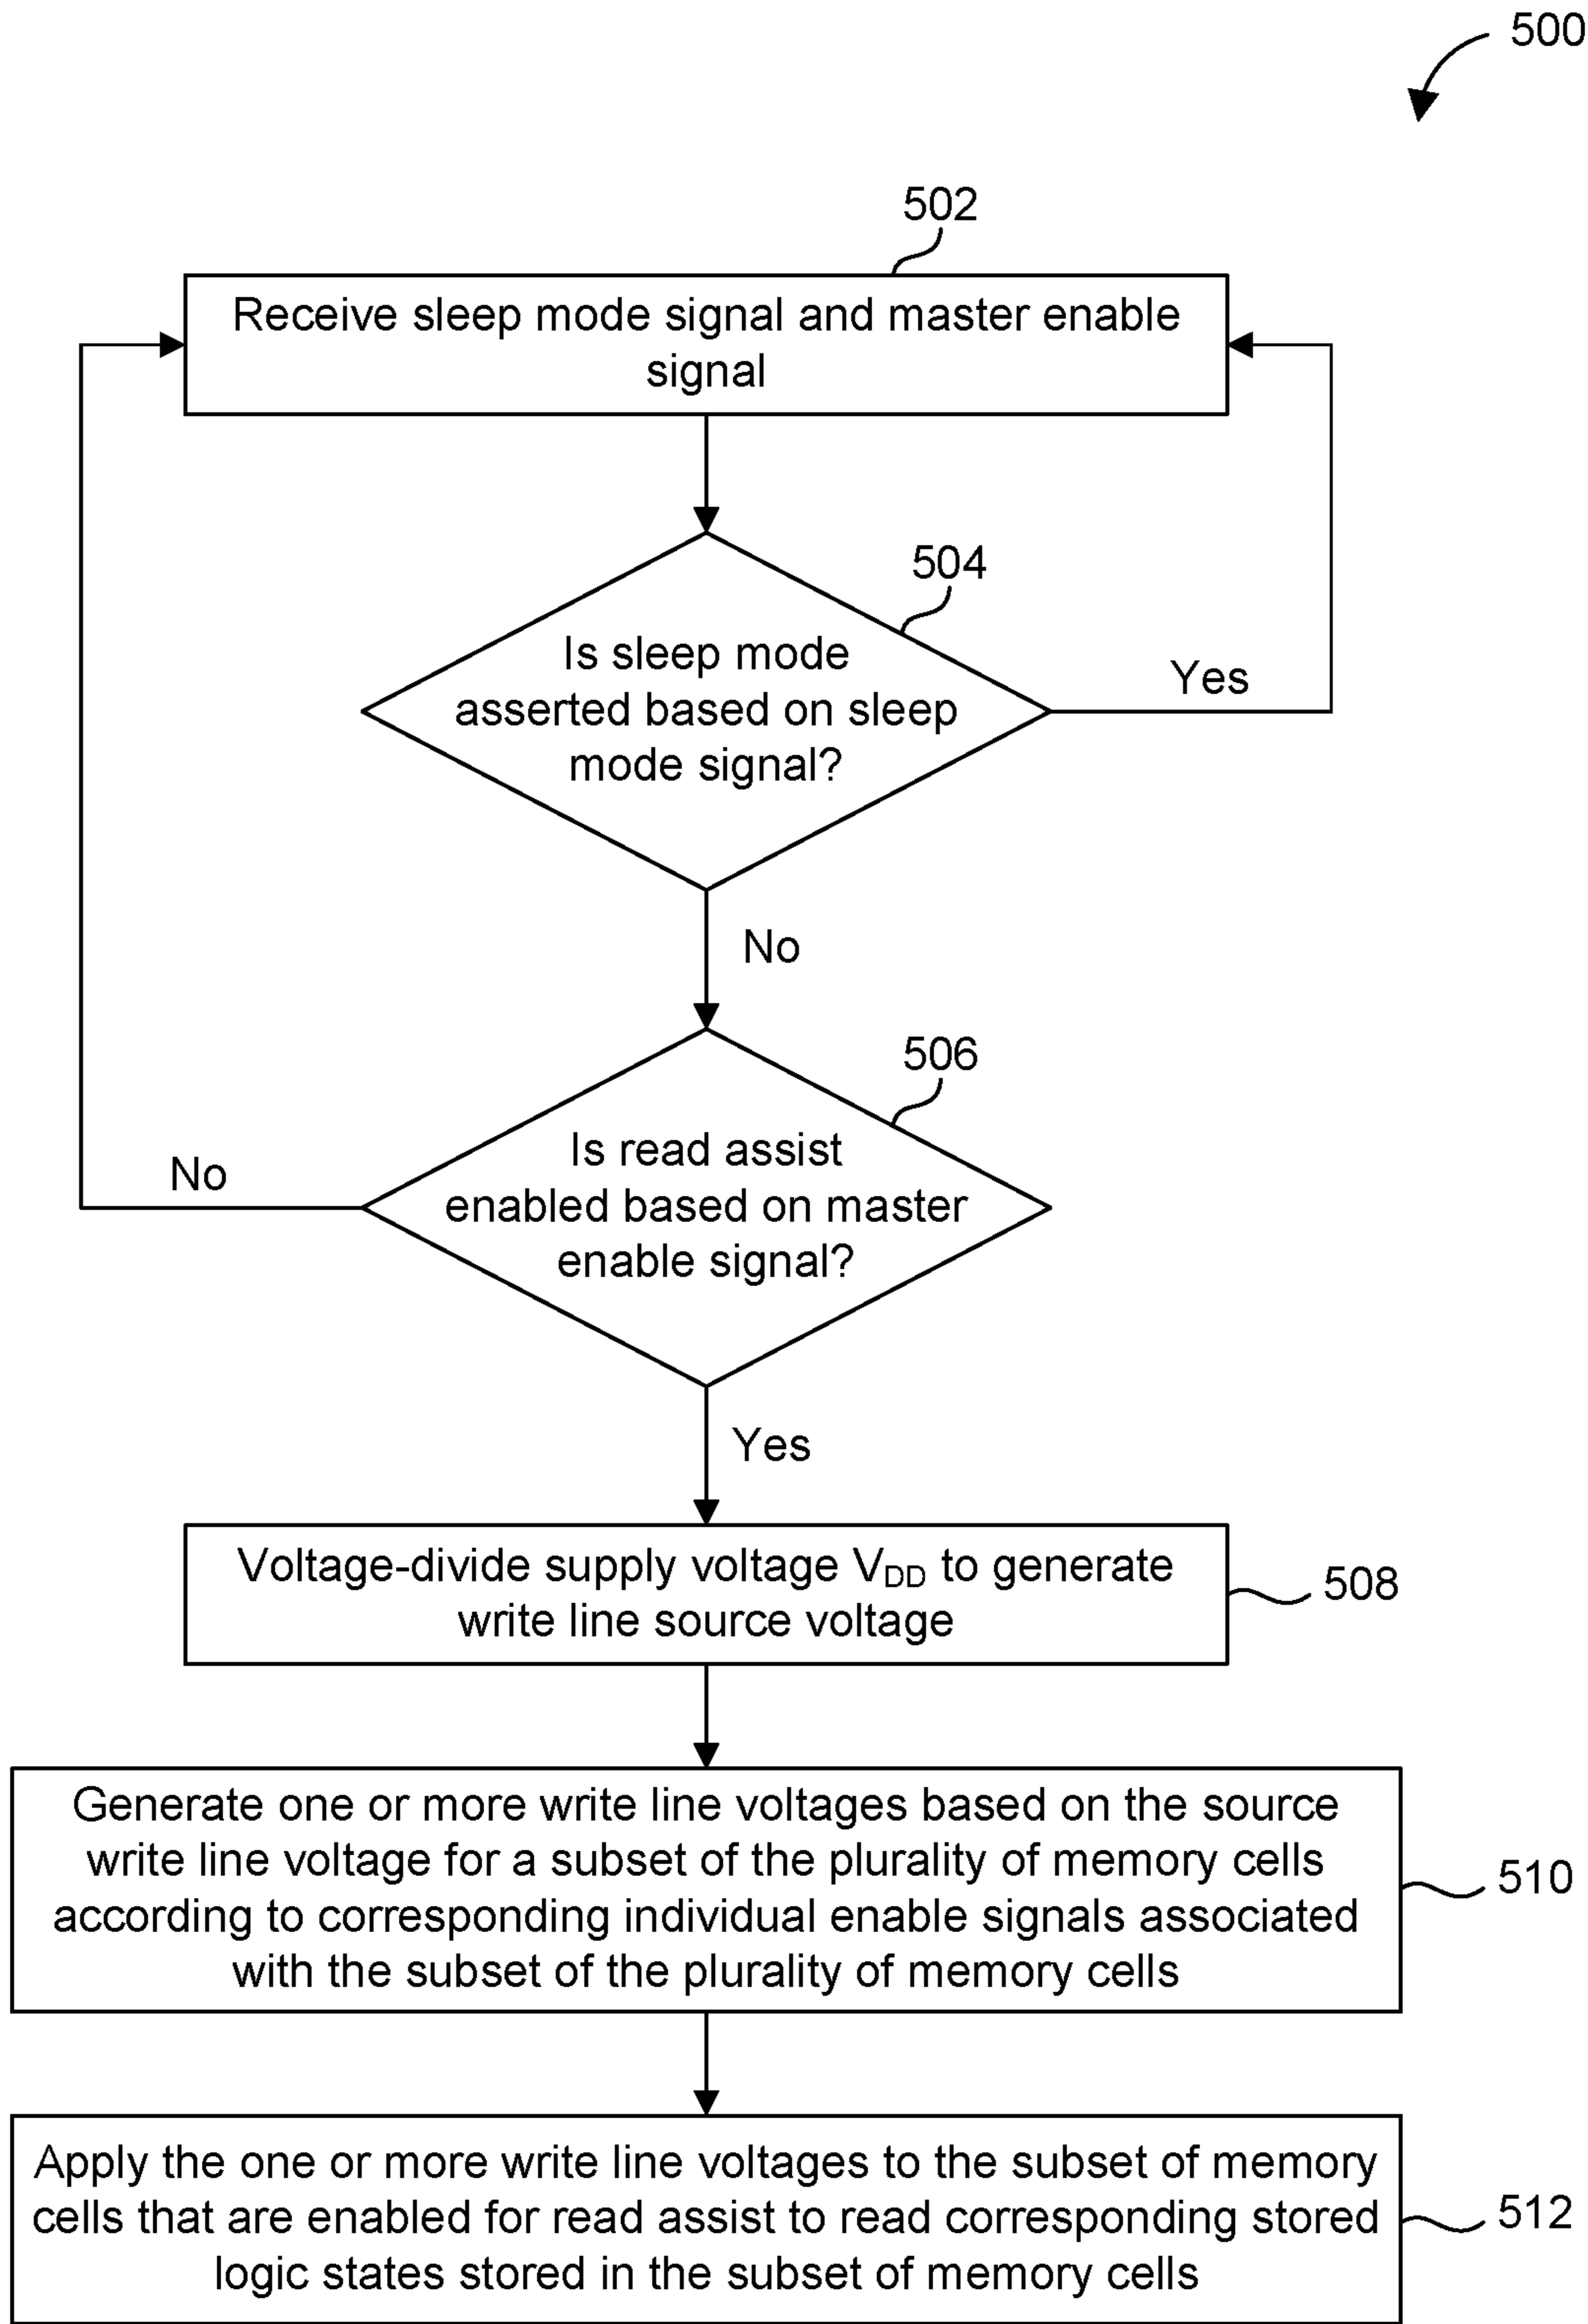 500
502
Receive sleep mode signal and master enable
signal
504
Is sleep mode
asserted based on sleep
mode signal?
Yes
No
506
Is read assist
enabled based on master
enable signal?
No
Yes
Voltage-divide supply voltage V_DD to generate
write line source voltage
508
Generate one or more write line voltages based on the source
write line voltage for a subset of the plurality of memory cells
according to corresponding individual enable signals associated
with the subset of the plurality of memory cells
510
Apply the one or more write line voltages to the subset of memory
cells that are enabled for read assist to read corresponding stored
logic states stored in the subset of memory cells
512